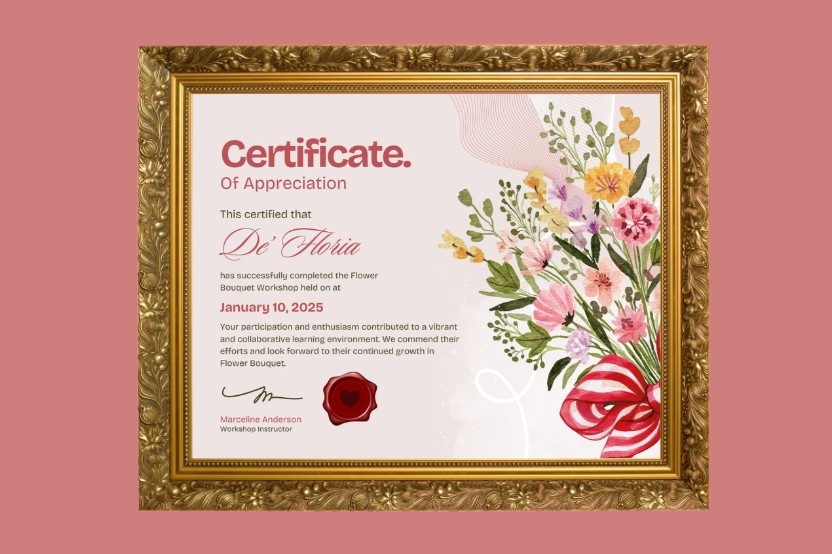 Certificate.
Of Appreciation
This certified that
De' Floria
has successfully completed the Flower
Bouquet Workshop held on at
January 10, 2025
Your participation and enthusiasm contributed to a vibrant
and collaborative learning environment. We commend their
efforts and look forward to their continued growth in
Flower Bouquet.
Marceline Anderson
Workshop Instructor